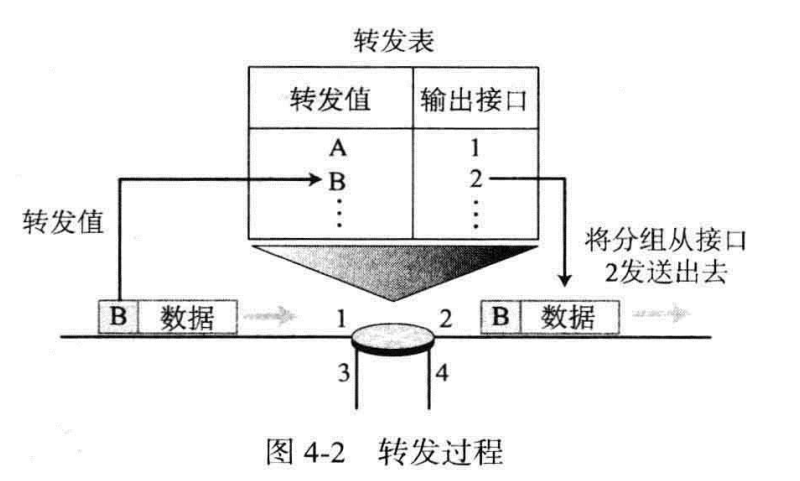 转发表
转发值 输出接口
A 1
B 2
⋮ ⋮
转发值
将分组从接口
2发送出去
B 数据
1 2
B 数据
3 4
图 4-2 转发过程